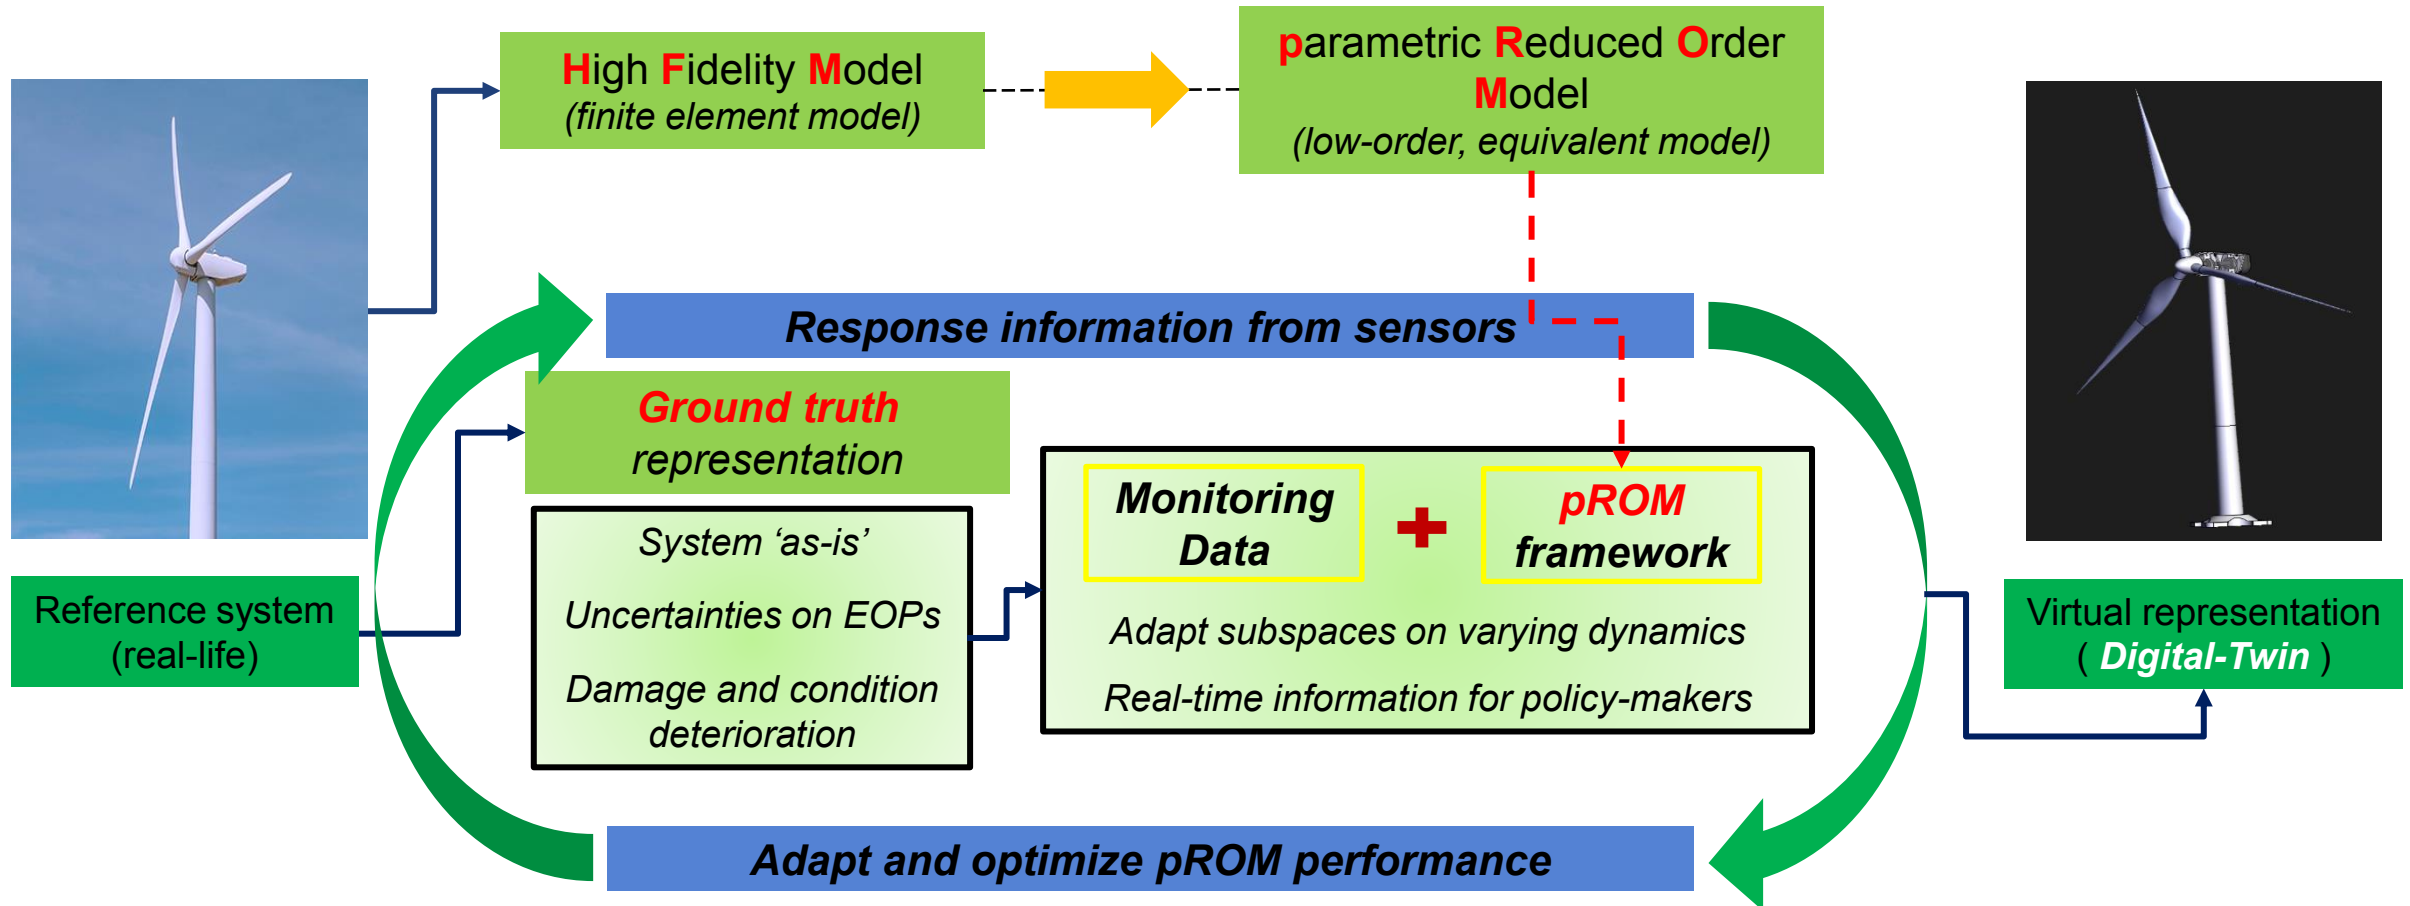 High Fidelity Model
(finite element model)
parametric Reduced Order
Model
(low-order, equivalent model)
Response information from sensors
Ground truth
representation
System ‘as-is’
Uncertainties on EOPs
Damage and condition
deterioration
Monitoring
Data
pROM
framework
Adapt subspaces on varying dynamics
Real-time information for policy-makers
Reference system
(real-life)
Virtual representation
( Digital-Twin )
Adapt and optimize pROM performance